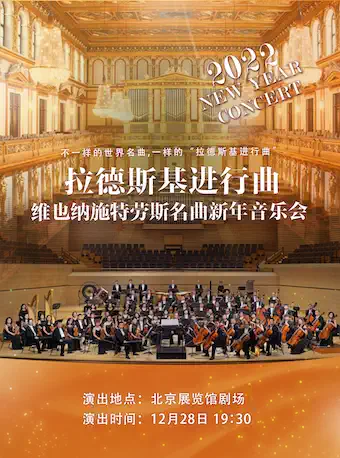 2022
NEW YEAR
CONCERT
不一样的世界名曲,一样的“拉德斯基进行曲
拉德斯基进行曲
维也纳施特劳斯名曲新年音乐会
演出地点：北京展览馆剧场
演出时间：12月28日 19:30